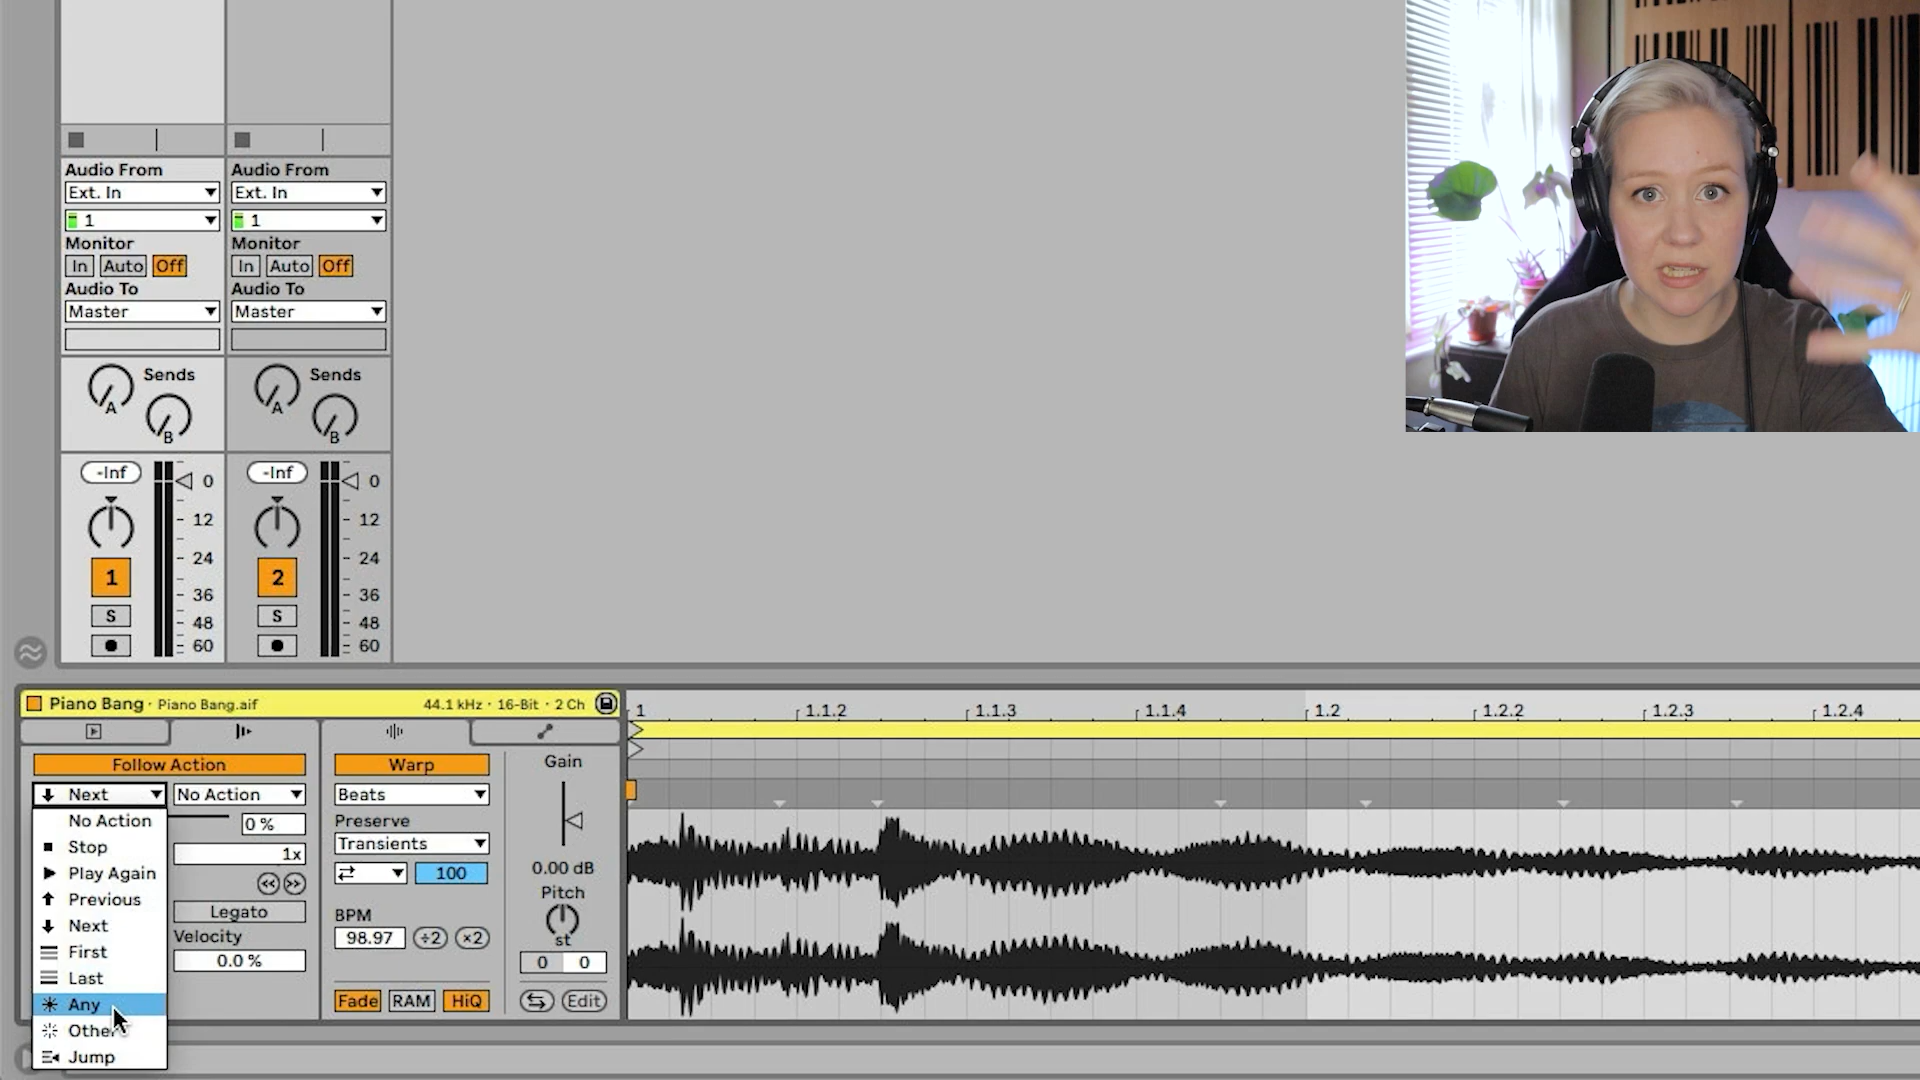 Audio From
Ext. In
1
Monitor
In Auto Off
Audio To
Master
Sends
A
B
-Inf
0
12
24
36
48
60
1
S
Audio From
Ext. In
1
Monitor
In Auto Off
Audio To
Master
Sends
A
B
-Inf
0
12
24
36
48
60
2
S
Piano Bang · Piano Bang.aif 44.1 kHz · 16-Bit · 2 Ch
Follow Action
Next No Action
No Action
Stop
Play Again
Previous
Next
First
Last
Any
Other
Jump
0 %
1x
Legato
Velocity
0.0 %
Warp
Beats
Preserve
Transients
100
BPM
98.97 ÷2 ×2
Fade RAM HiQ
Gain
0.00 dB
Pitch
st
0 0
Edit
1 1.1.2 1.1.3 1.1.4 1.2 1.2.2 1.2.3 1.2.4